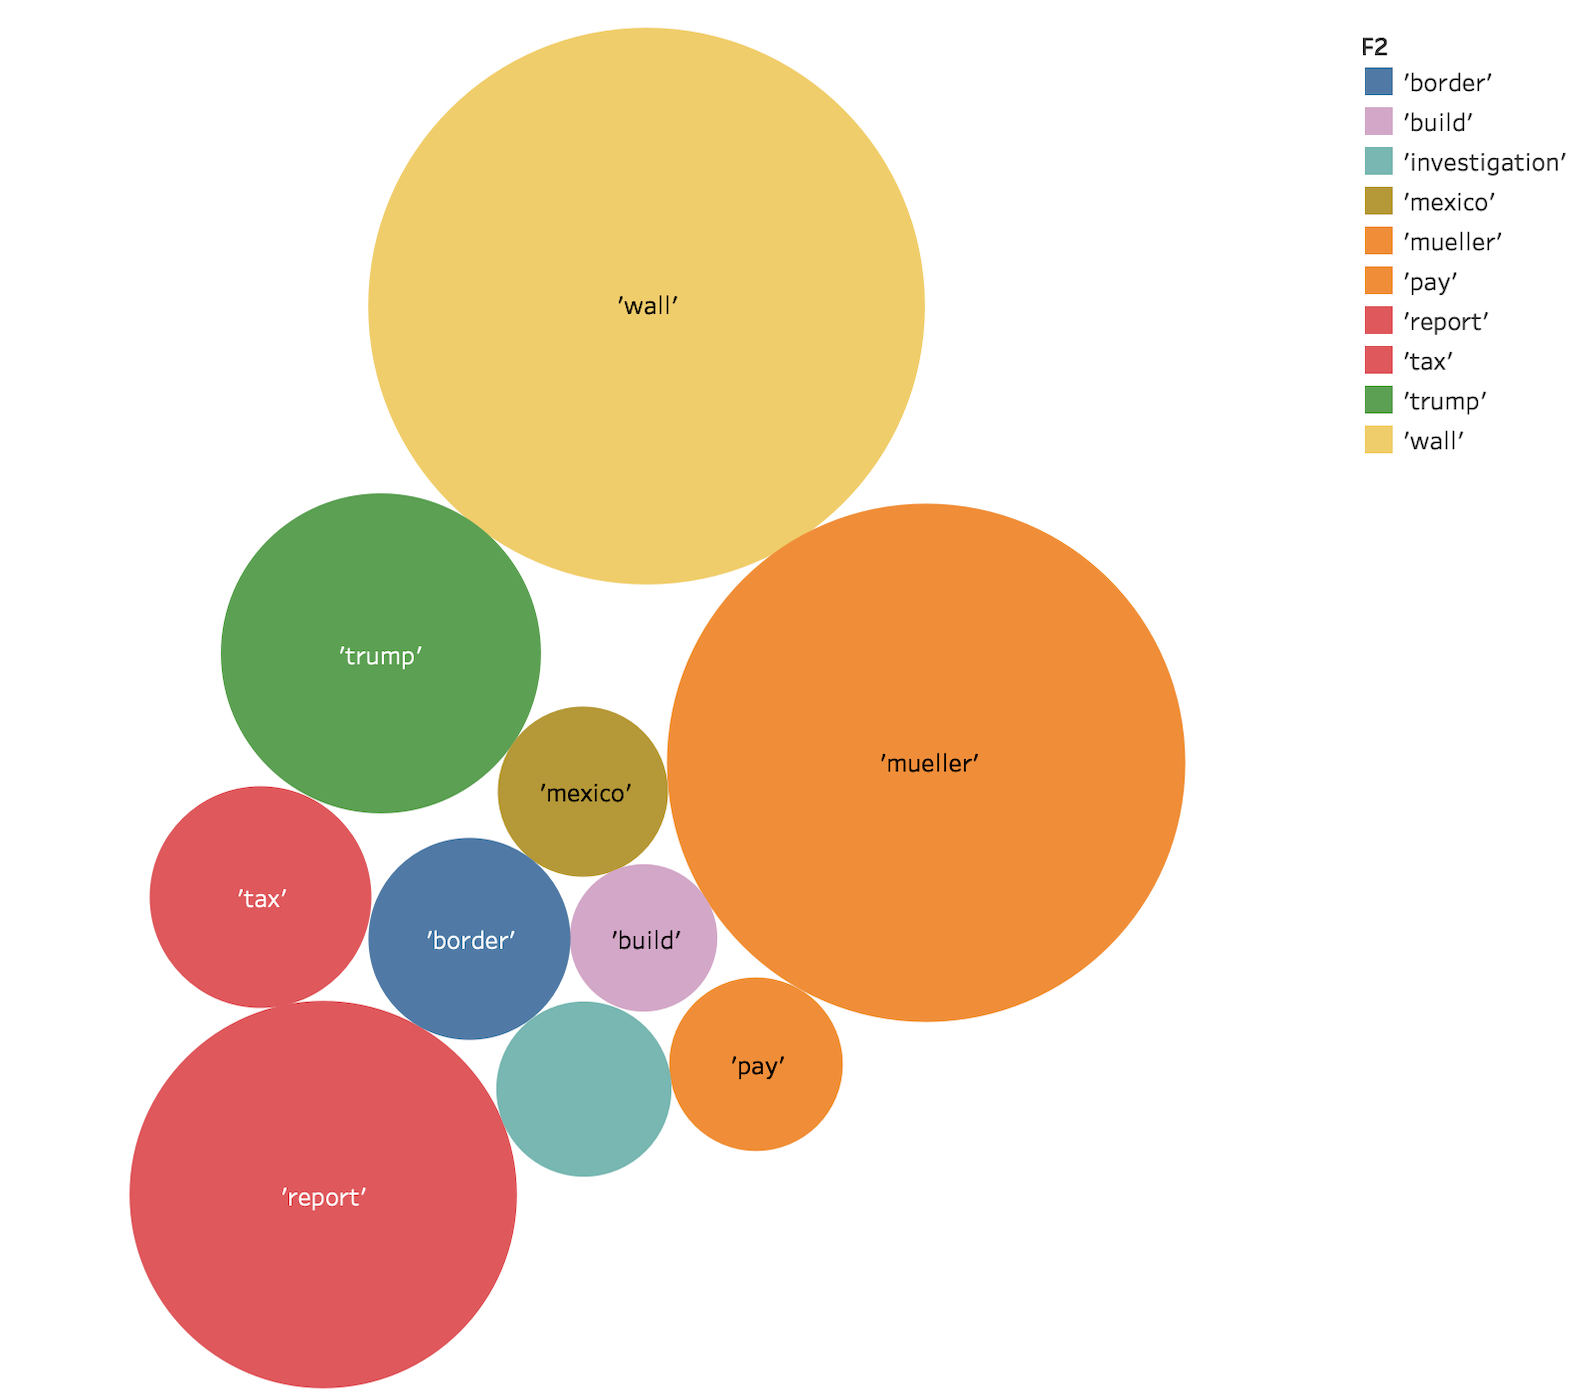 F2
'border'
'build'
'investigation'
'mexico'
'mueller'
'pay'
'report'
'tax'
'trump'
'wall'
'wall'
'trump'
'mueller'
'mexico'
'tax'
'border'
'build'
'pay'
'report'